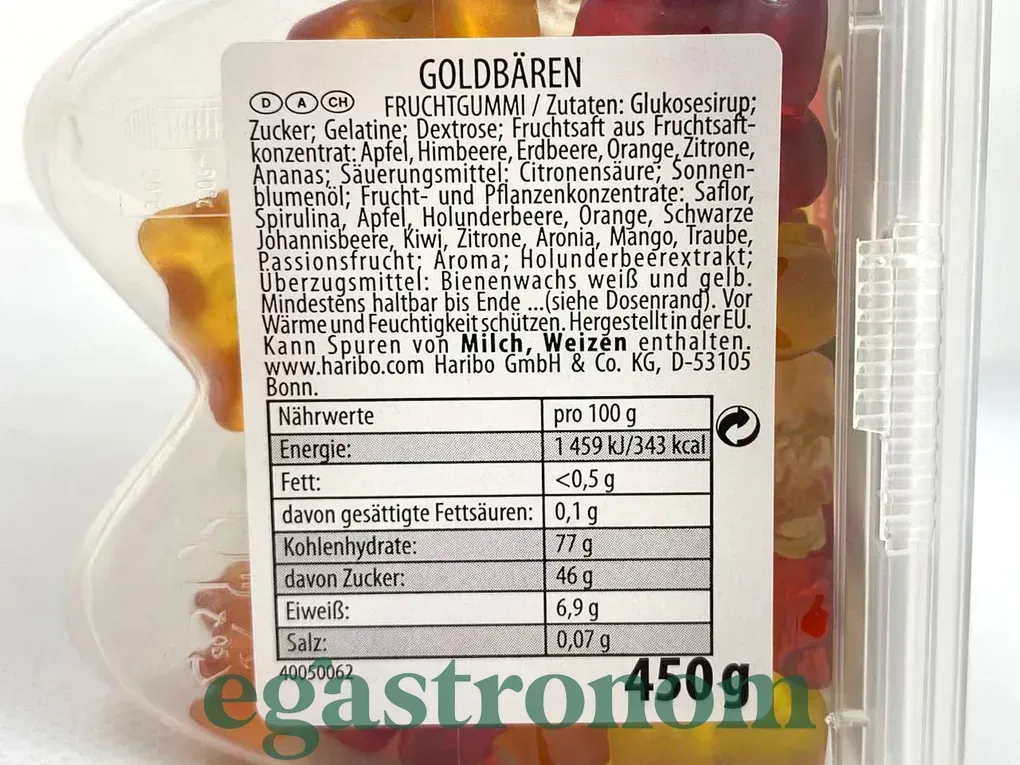 GOLDBÄREN
D A CH FRUCHTGUMMI / Zutaten: Glukosesirup;
Zucker; Gelatine; Dextrose; Fruchtsaft aus Fruchtsaft-
konzentrat: Apfel, Himbeere, Erdbeere, Orange, Zitrone,
Ananas; Säuerungsmittel: Citronensäure; Sonnen-
blumenöl; Frucht- und Pflanzenkonzentrate: Saflor,
Spirulina, Apfel, Holunderbeere, Orange, Schwarze
Johannisbeere, Kiwi, Zitrone, Aronia, Mango, Traube,
Passionsfrucht; Aroma; Holunderbeerextrakt;
Überzugsmittel: Bienenwachs weiß und gelb.
Mindestens haltbar bis Ende ...(siehe Dosenrand). Vor
Wärme und Feuchtigkeit schützen. Hergestellt in der EU.
Kann Spuren von Milch, Weizen enthalten.
www.haribo.com Haribo GmbH & Co. KG, D-53105
Bonn.
Nährwerte pro 100 g
Energie: 1 459 kJ/343 kcal
Fett: <0,5 g
davon gesättigte Fettsäuren: 0,1 g
Kohlenhydrate: 77 g
davon Zucker: 46 g
Eiweiß: 6,9 g
Salz: 0,07 g
40050062 450 g
egastronom